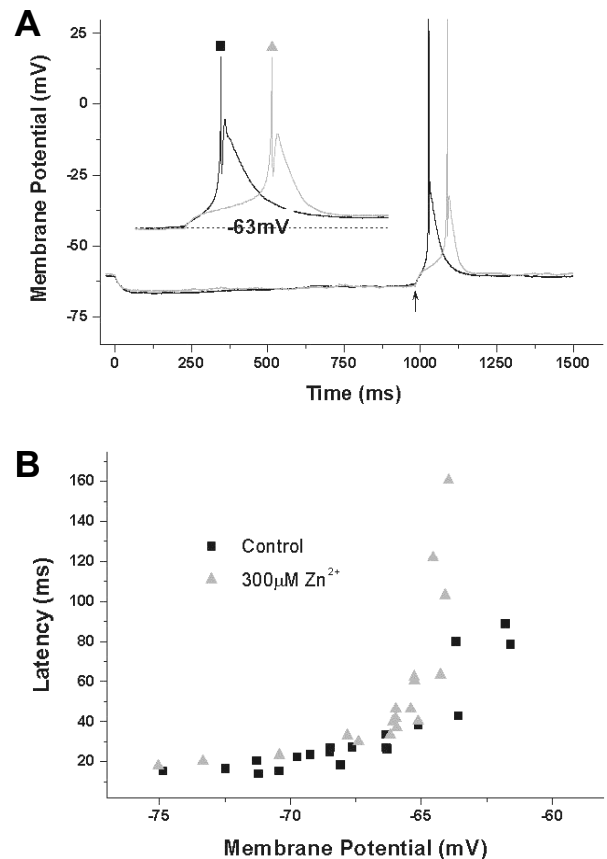 A
25
0
-25
-50
-75
Membrane Potential (mV)
-63mV
0 250 500 750 1000 1250 1500
Time (ms)
B
160
140
120
100
80
60
40
20
Latency (ms)
Control
300µM Zn²⁺
-75 -70 -65 -60
Membrane Potential (mV)